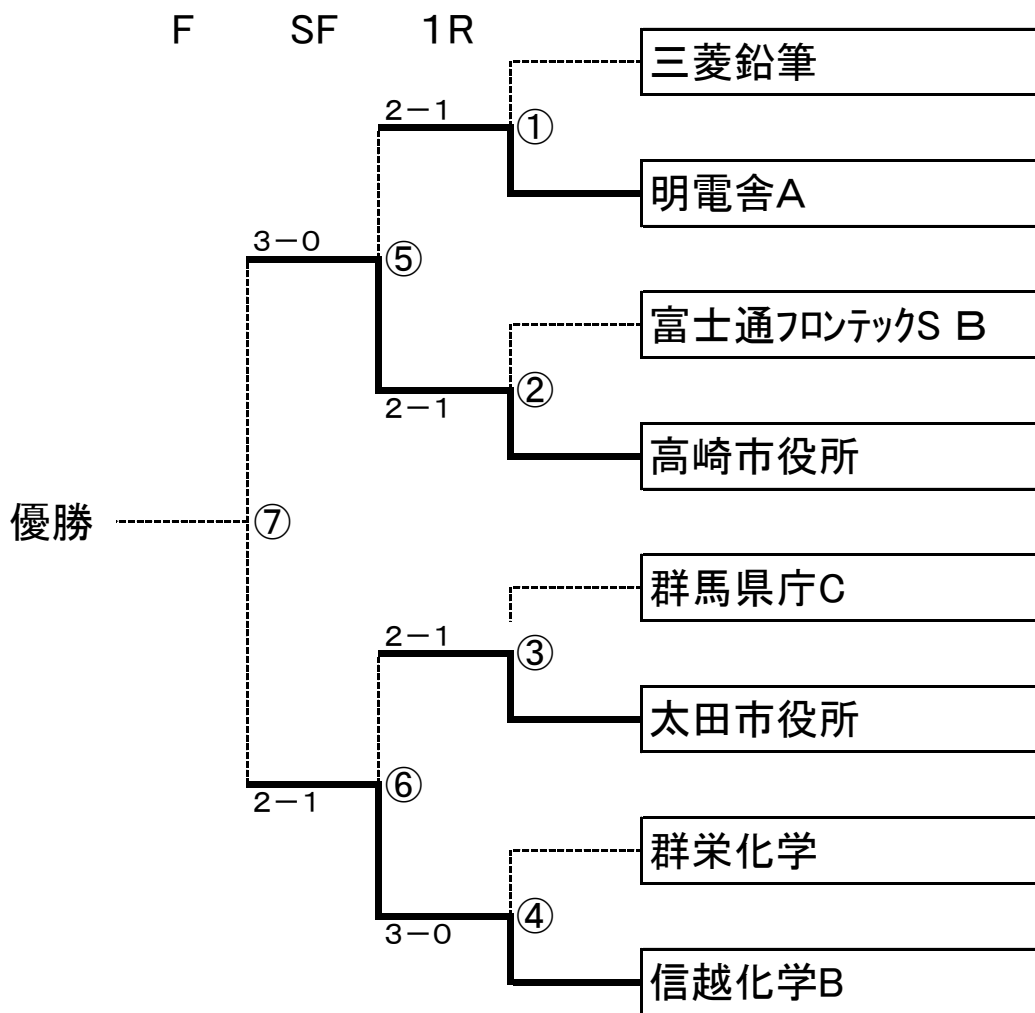 F SF 1R
三菱鉛筆
2－1 ①
明電舎A
3－0 ⑤
富士通フロンテックS B
2－1 ②
高崎市役所
優勝 ⑦
群馬県庁C
2－1 ③
太田市役所
2－1 ⑥
群栄化学
3－0 ④
信越化学B